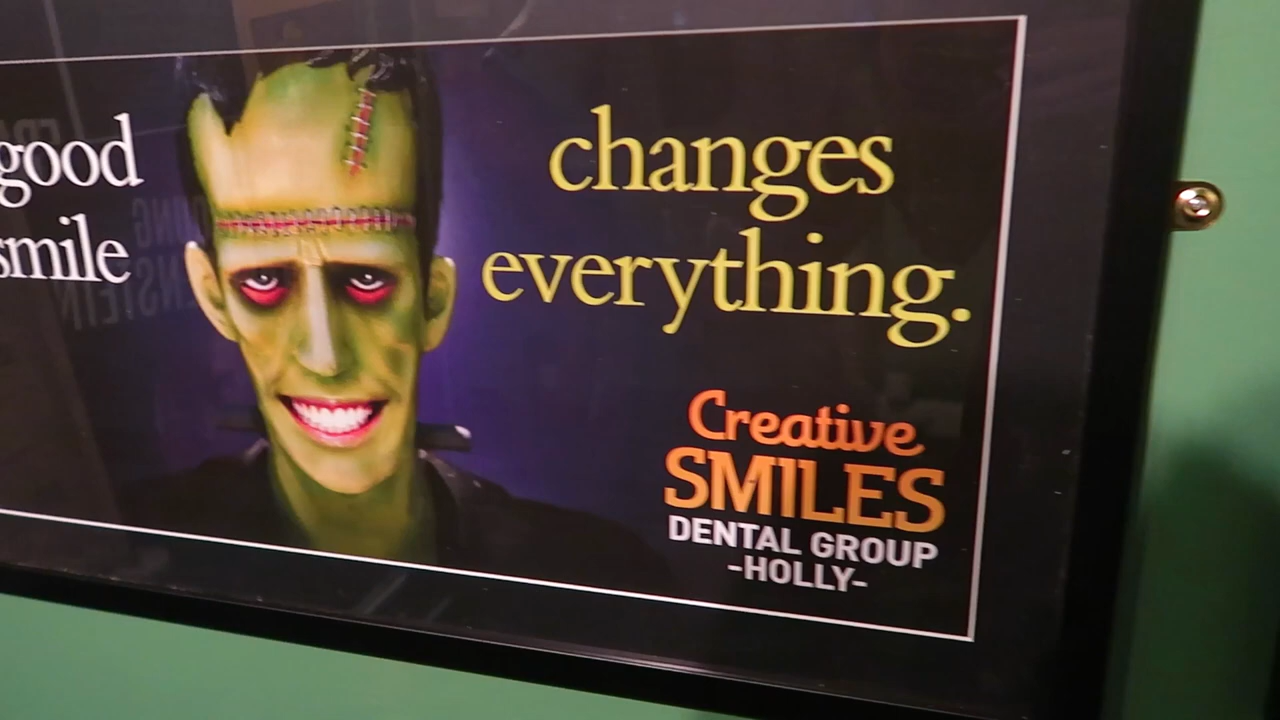 good
smile
changes
everything.
Creative
SMILES
DENTAL GROUP
-HOLLY-